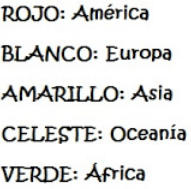 ROJO: América
BLANCO: Europa
AMARILLO: Asia
CELESTE: Oceanía
VERDE: África